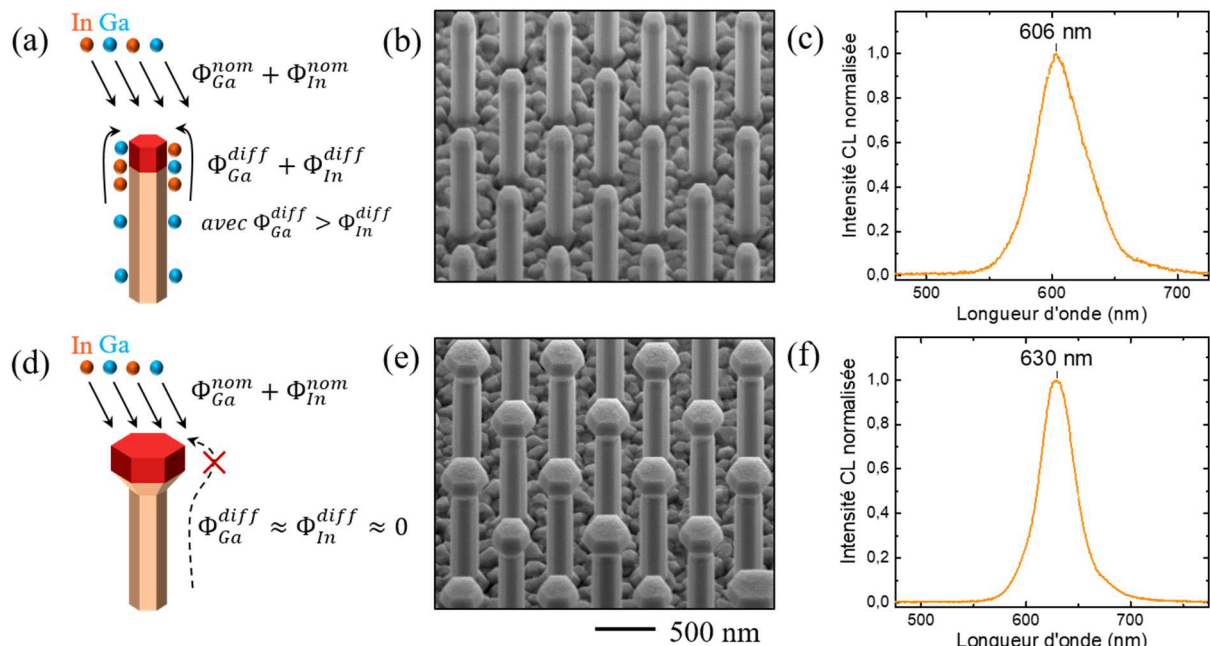 (a)
In Ga
Φ_Ga^nom + Φ_In^nom
Φ_Ga^diff + Φ_In^diff
avec Φ_Ga^diff > Φ_In^diff
(b)
(c)
606 nm
Intensité CL normalisée
1,0
0,8
0,6
0,4
0,2
0,0
500 600 700
Longueur d'onde (nm)
(d)
In Ga
Φ_Ga^nom + Φ_In^nom
Φ_Ga^diff ≈ Φ_In^diff ≈ 0
(e)
500 nm
(f)
630 nm
Intensité CL normalisée
1,0
0,8
0,6
0,4
0,2
0,0
500 600 700
Longueur d'onde (nm)